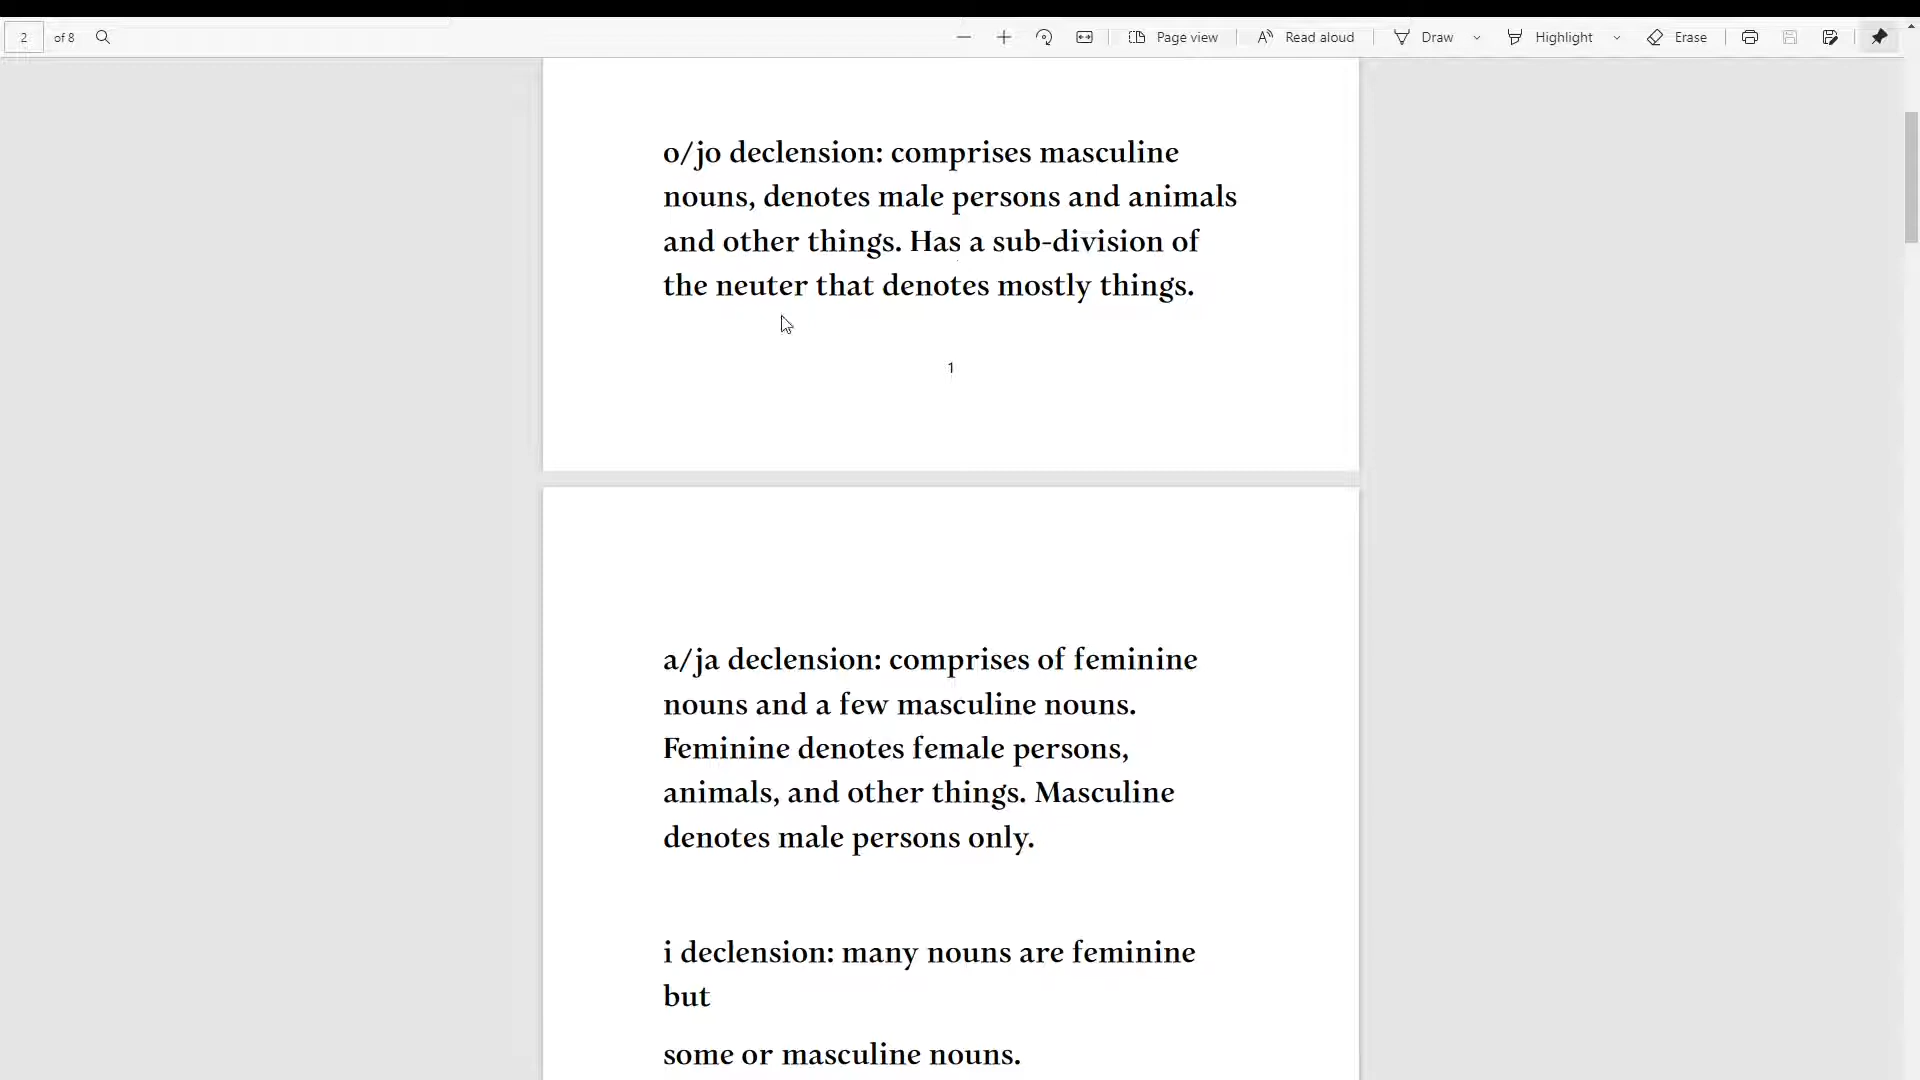 2 of 8 Page view Read aloud Draw Highlight Erase
o/jo declension: comprises masculine
nouns, denotes male persons and animals
and other things. Has a sub-division of
the neuter that denotes mostly things.
1
a/ja declension: comprises of feminine
nouns and a few masculine nouns.
Feminine denotes female persons,
animals, and other things. Masculine
denotes male persons only.
i declension: many nouns are feminine
but
some or masculine nouns.